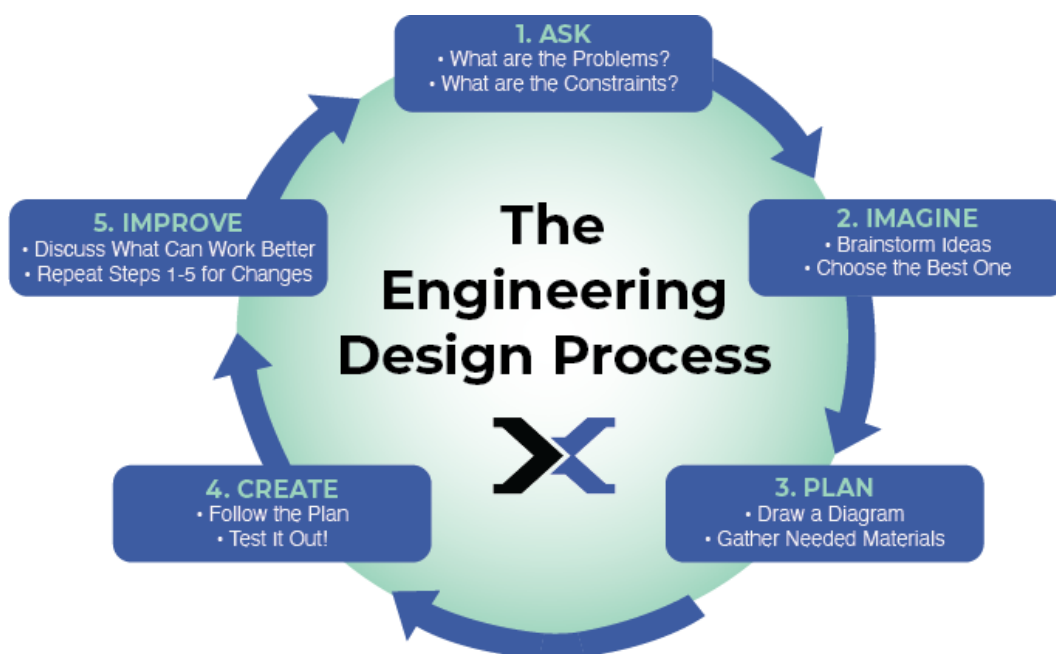 1. ASK
• What are the Problems?
• What are the Constraints?
2. IMAGINE
• Brainstorm Ideas
• Choose the Best One
3. PLAN
• Draw a Diagram
• Gather Needed Materials
4. CREATE
• Follow the Plan
• Test It Out!
5. IMPROVE
• Discuss What Can Work Better
• Repeat Steps 1-5 for Changes
The
Engineering
Design Process